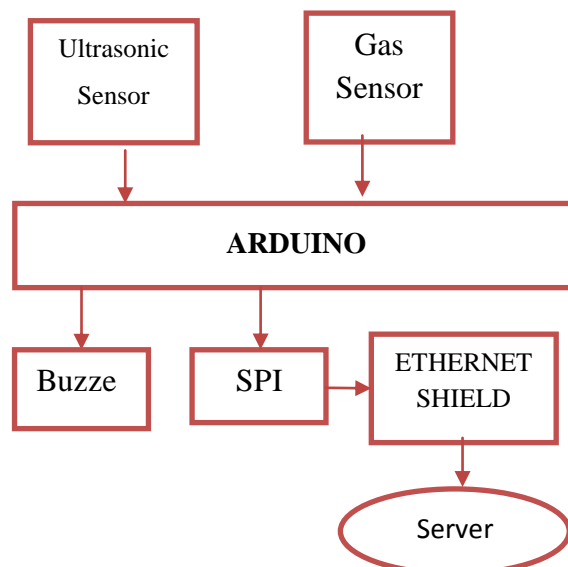 Ultrasonic
Sensor
Gas
Sensor
ARDUINO
Buzze
SPI
ETHERNET
SHIELD
Server